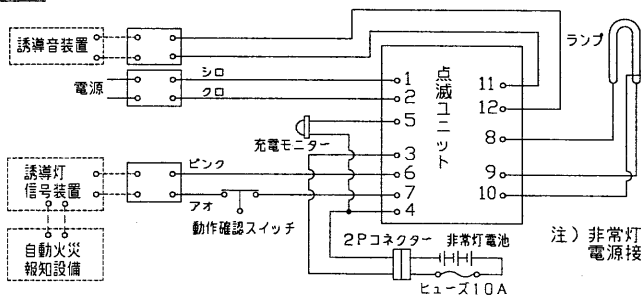 誘導音装置
電源
シロ
クロ
充電モニター
誘導灯
信号装置
ピンク
アオ
動作確認スイッチ
自動火災
報知設備
点滅ユニット
1
2
5
3
6
7
4
11
12
8
9
10
ランプ
2Pコネクター
非常灯電池
ヒューズ10A
注）非常灯
電源接